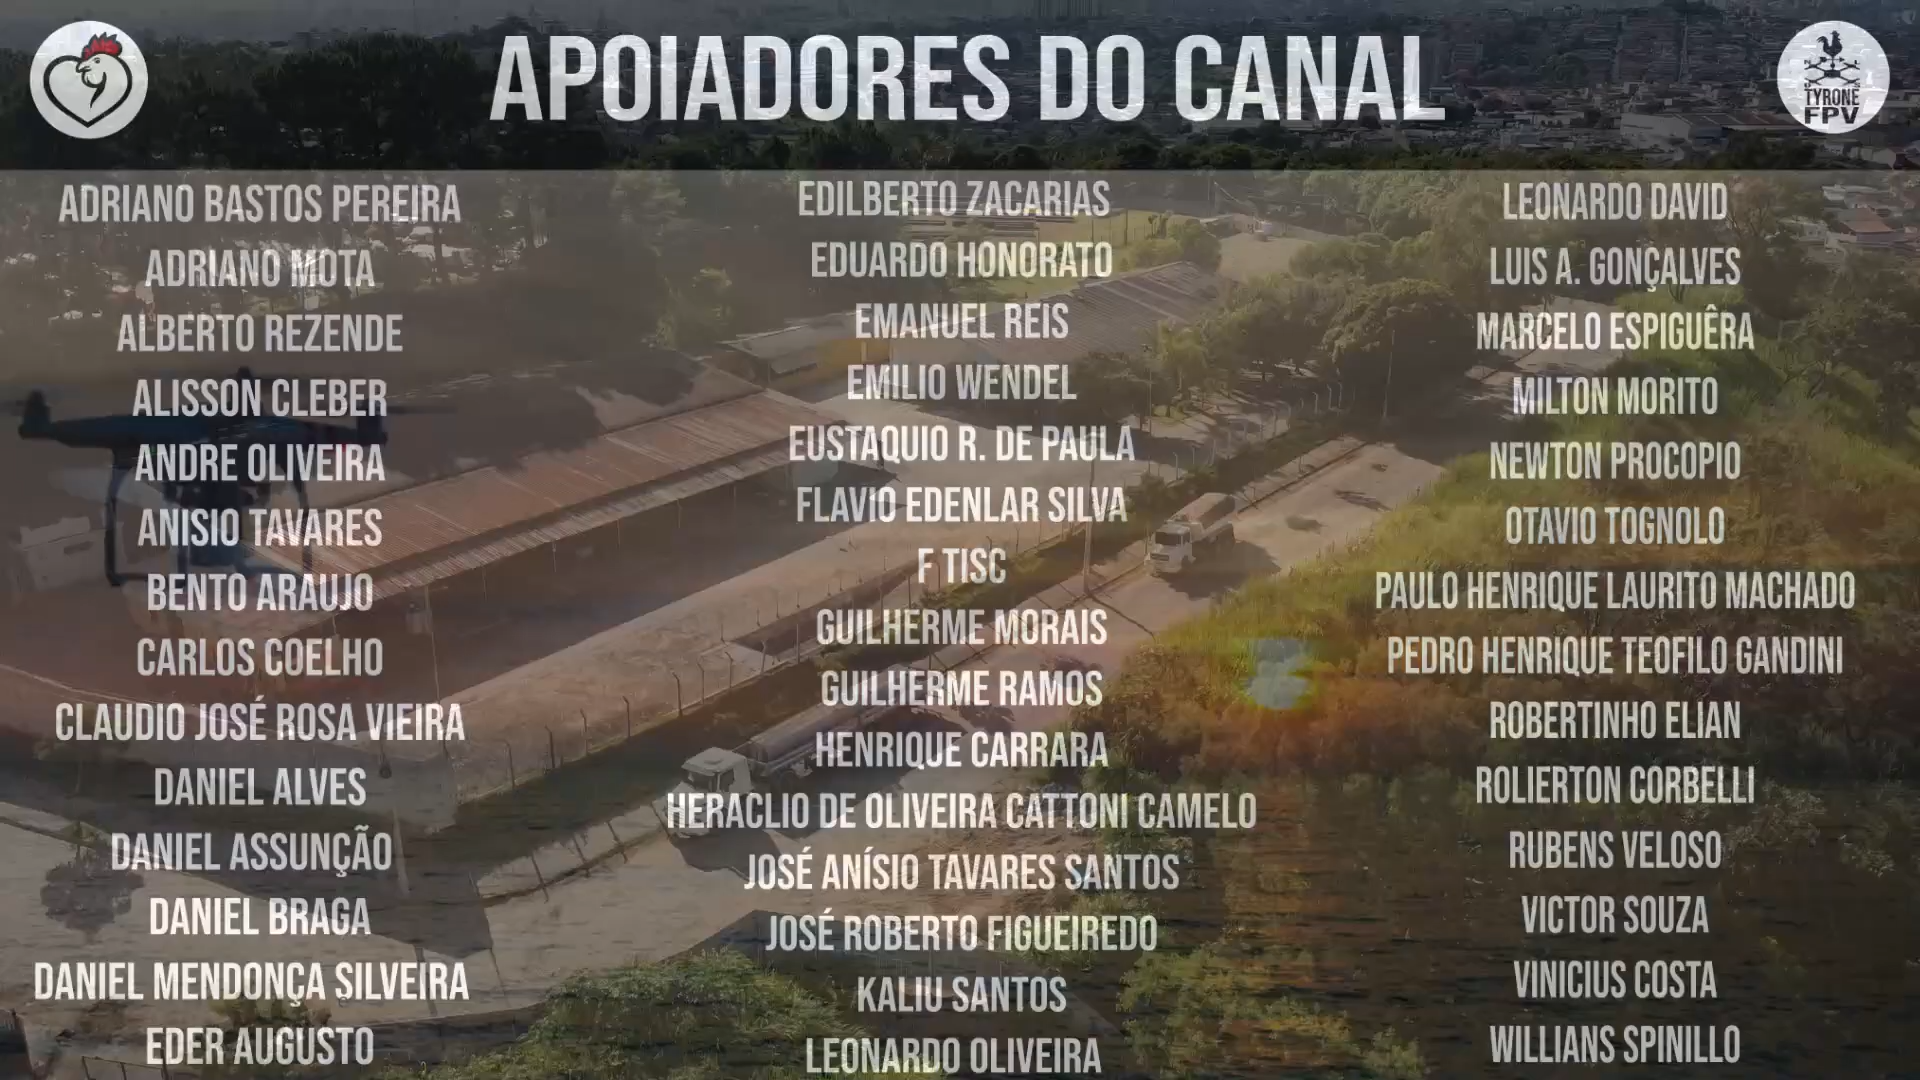 APOIADORES DO CANAL
TYRONE
FPV
ADRIANO BASTOS PEREIRA
ADRIANO MOTA
ALBERTO REZENDE
ALISSON CLEBER
ANDRE OLIVEIRA
ANISIO TAVARES
BENTO ARAUJO
CARLOS COELHO
CLAUDIO JOSÉ ROSA VIEIRA
DANIEL ALVES
DANIEL ASSUNÇÃO
DANIEL BRAGA
DANIEL MENDONÇA SILVEIRA
EDER AUGUSTO
EDILBERTO ZACARIAS
EDUARDO HONORATO
EMANUEL REIS
EMILIO WENDEL
EUSTAQUIO R. DE PAULA
FLAVIO EDENLAR SILVA
F TISC
GUILHERME MORAIS
GUILHERME RAMOS
HENRIQUE CARRARA
HERACLIO DE OLIVEIRA CATTONI CAMELO
JOSÉ ANÍSIO TAVARES SANTOS
JOSÉ ROBERTO FIGUEIREDO
KALIU SANTOS
LEONARDO OLIVEIRA
LEONARDO DAVID
LUIS A. GONÇALVES
MARCELO ESPIGUÊRA
MILTON MORITO
NEWTON PROCOPIO
OTAVIO TOGNOLO
PAULO HENRIQUE LAURITO MACHADO
PEDRO HENRIQUE TEOFILO GANDINI
ROBERTINHO ELIAN
ROLIERTON CORBELLI
RUBENS VELOSO
VICTOR SOUZA
VINICIUS COSTA
WILLIANS SPINILLO